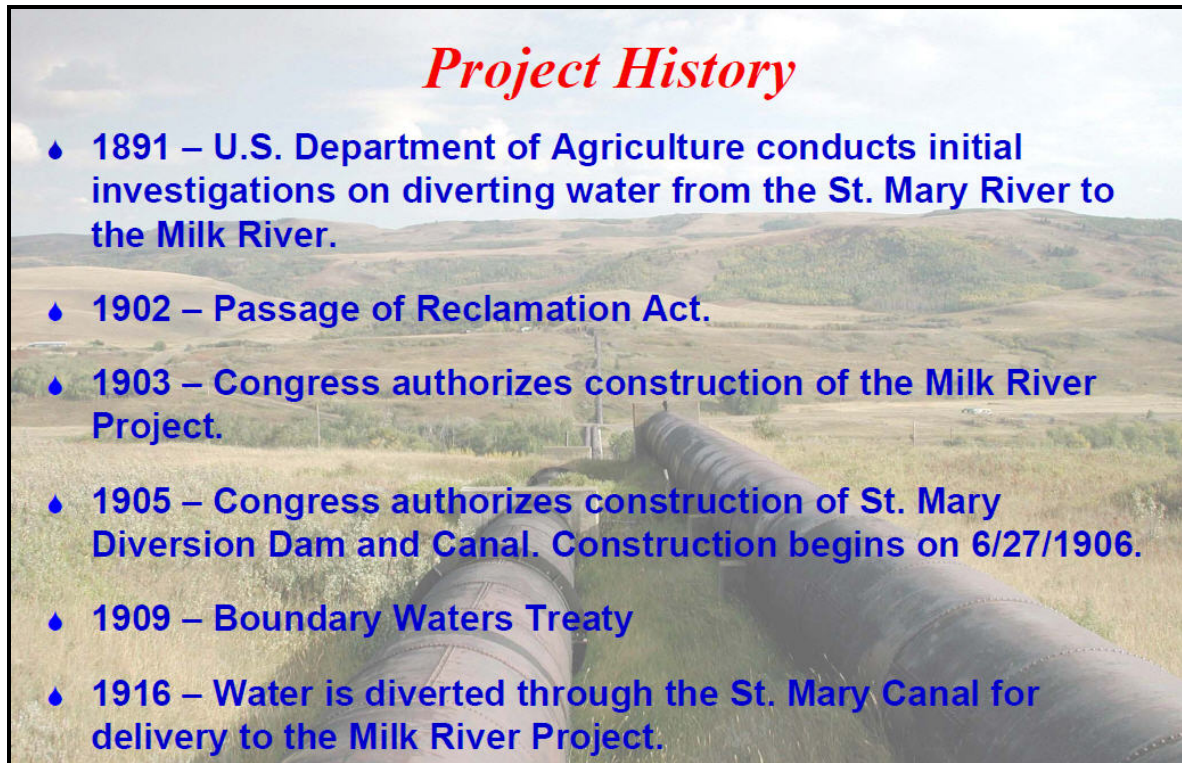 Project History
1891 – U.S. Department of Agriculture conducts initial
investigations on diverting water from the St. Mary River to
the Milk River.
1902 – Passage of Reclamation Act.
1903 – Congress authorizes construction of the Milk River
Project.
1905 – Congress authorizes construction of St. Mary
Diversion Dam and Canal. Construction begins on 6/27/1906.
1909 – Boundary Waters Treaty
1916 – Water is diverted through the St. Mary Canal for
delivery to the Milk River Project.